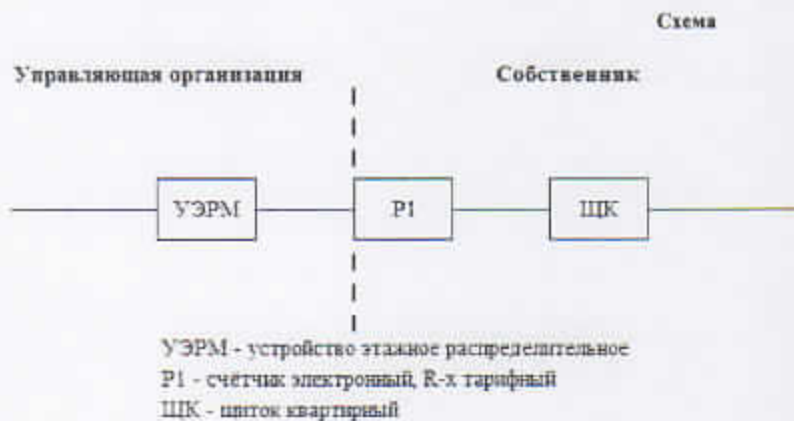 Схема
Управляющая организация Собственник
УЭРМ Р1 ЩК
УЭРМ - устройство этажное распределительное
Р1 - счётчик электронный, R-х тарифный
ЩК - щиток квартирный